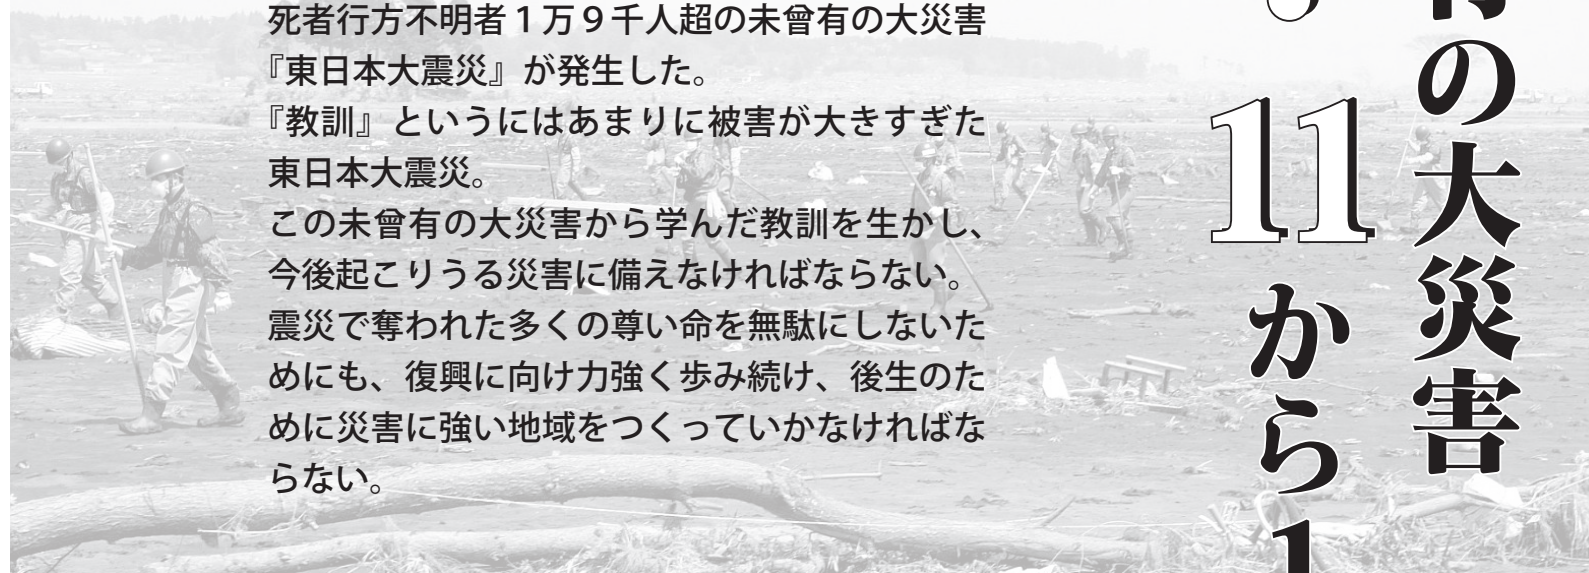 有の大災害
11から1
死者行方不明者１万９千人超の未曾有の大災害
『東日本大震災』が発生した。
『教訓』というにはあまりに被害が大きすぎた
東日本大震災。
この未曾有の大災害から学んだ教訓を生かし、
今後起こりうる災害に備えなければならない。
震災で奪われた多くの尊い命を無駄にしないた
めにも、復興に向け力強く歩み続け、後生のた
めに災害に強い地域をつくっていかなければな
らない。